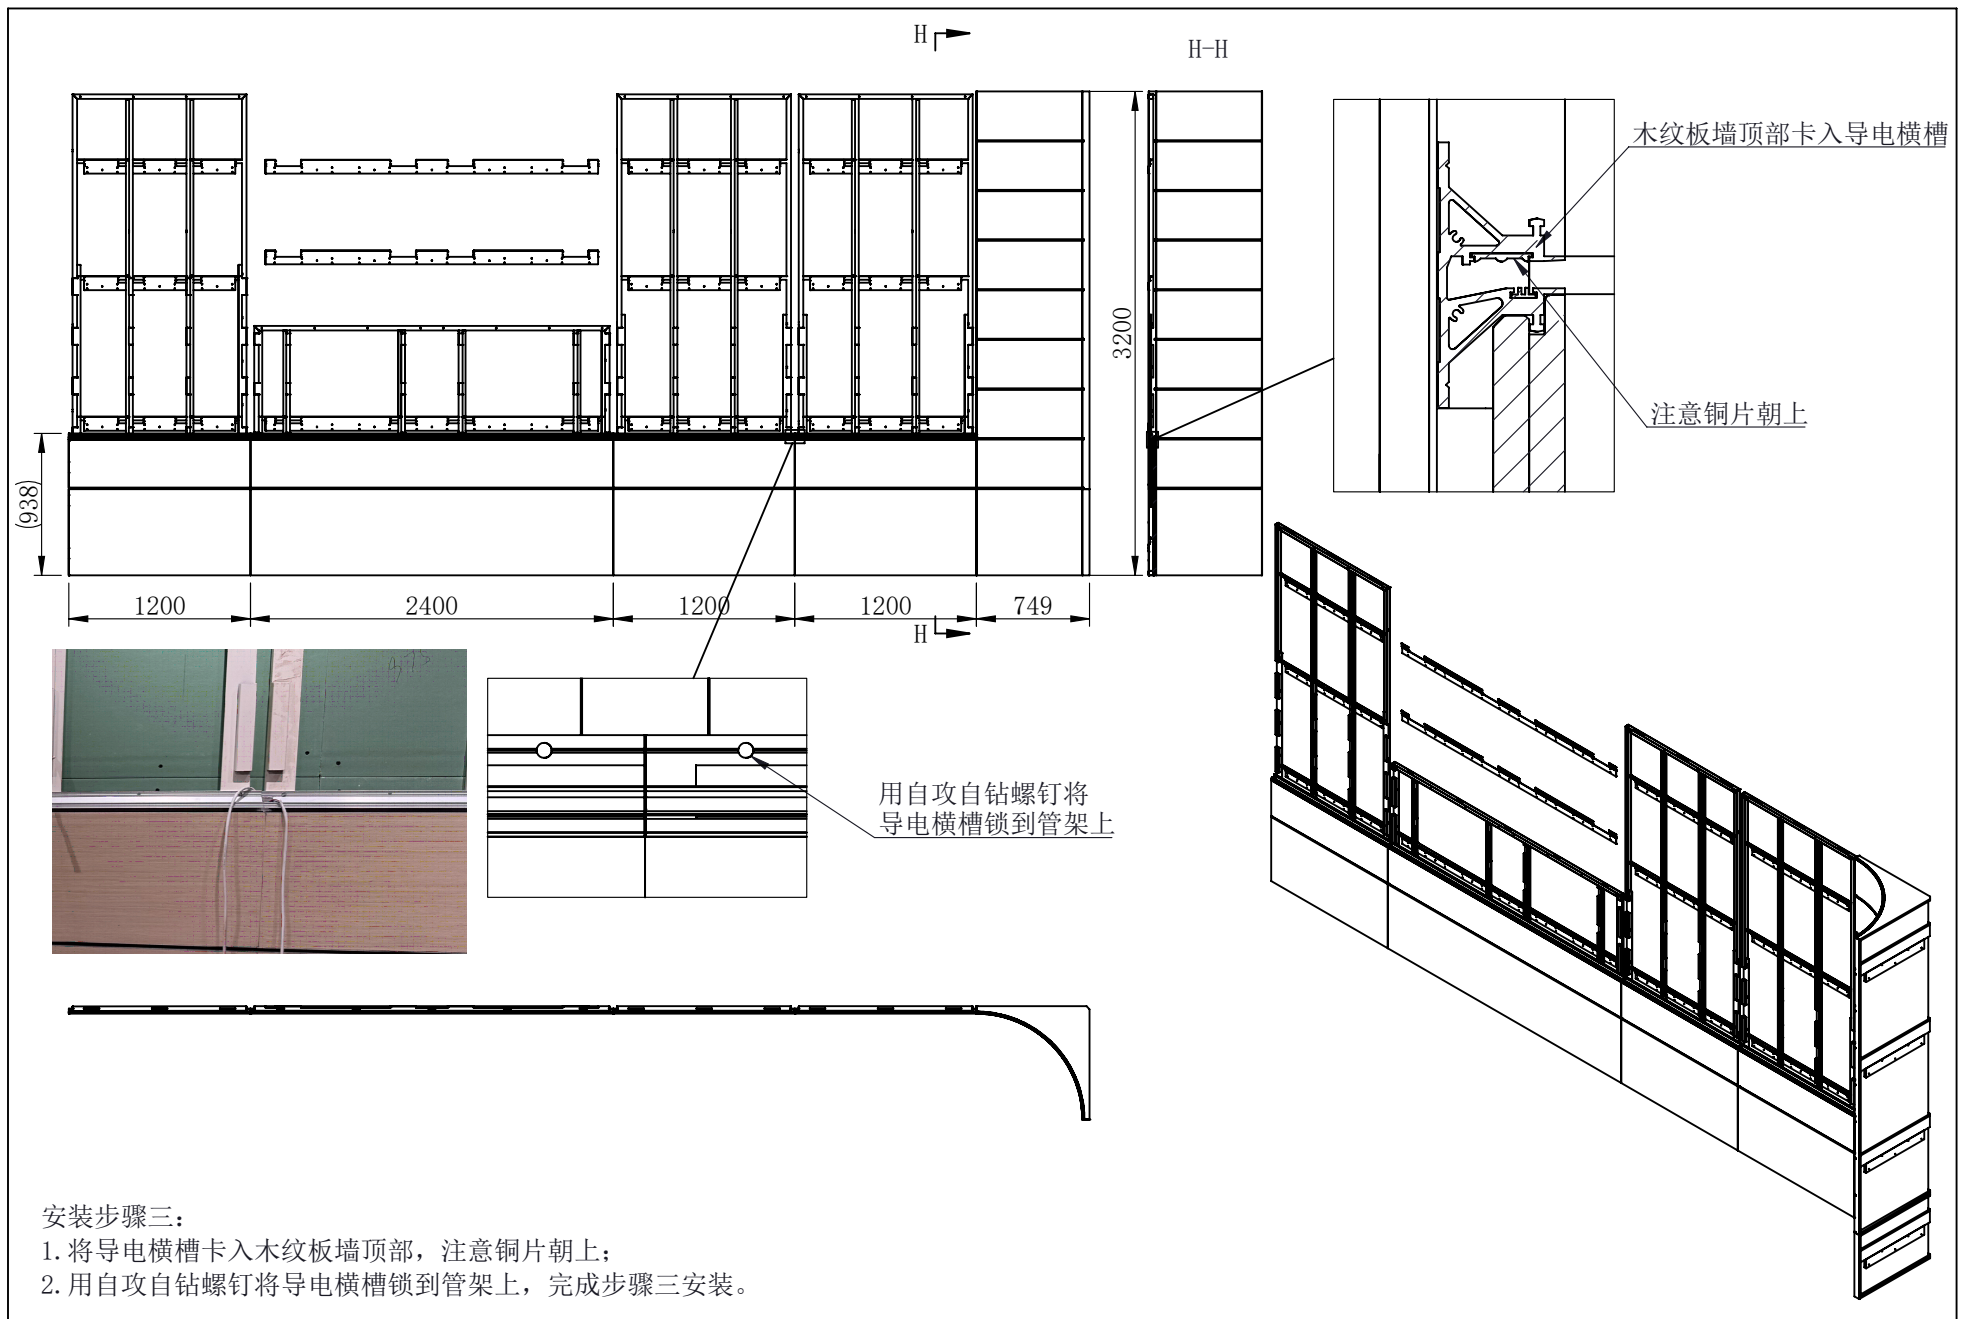 H
H-H
木纹板墙顶部卡入导电横槽
3200
注意铜片朝上
(938)
1200
2400
1200
1200
749
H
用自攻自钻螺钉将
导电横槽锁到管架上
安装步骤三:
1.将导电横槽卡入木纹板墙顶部，注意铜片朝上;
2.用自攻自钻螺钉将导电横槽锁到管架上，完成步骤三安装。